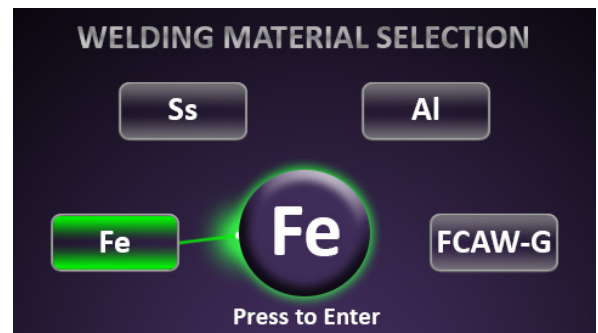 WELDING MATERIAL SELECTION
Ss
Al
Fe
Fe
FCAW-G
Press to Enter